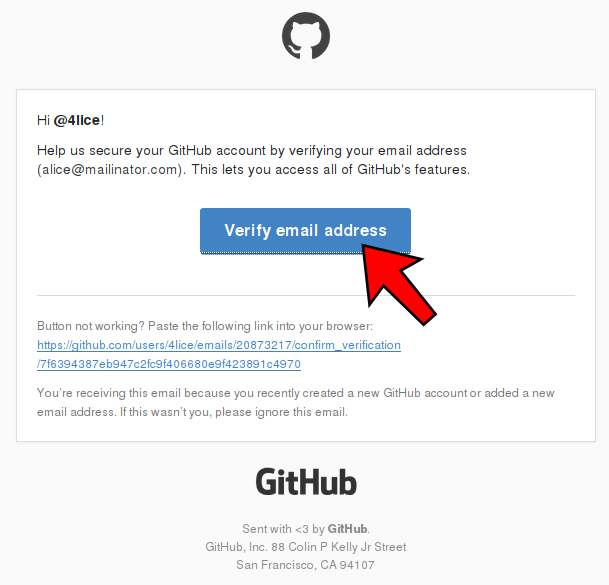 Hi @4lice!
Help us secure your GitHub account by verifying your email address
(alice@mailinator.com). This lets you access all of GitHub's features.
Verify email address
Button not working? Paste the following link into your browser:
https://github.com/users/4lice/emails/20873217/confirm_verification
/7f6394387eb947c2fc9f406680e9f423891c4970
You're receiving this email because you recently created a new GitHub account or added a new
email address. If this wasn't you, please ignore this email.
GitHub
Sent with <3 by GitHub.
GitHub, Inc. 88 Colin P Kelly Jr Street
San Francisco, CA 94107